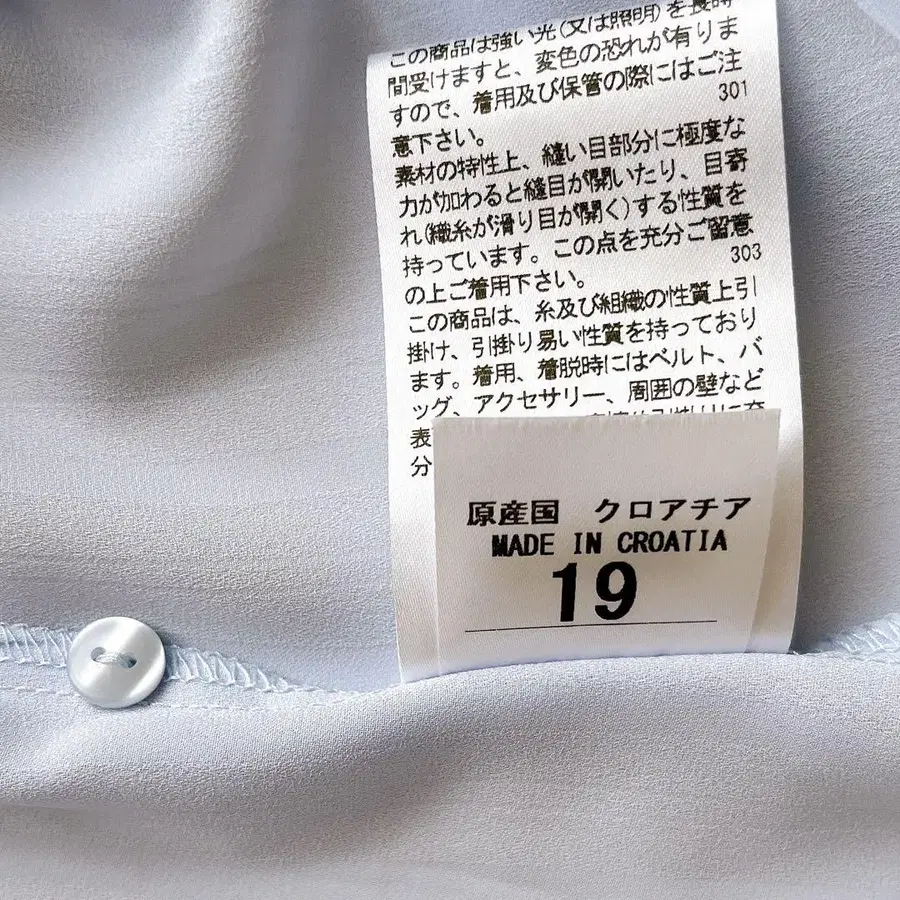 この商品は強い光(又は照明)を長時
間受けますと、変色の恐れが有りま
すので、着用及び保管の際にはご注
意下さい。
301
素材の特性上、縫い目部分に極度な
力が加わると縫目が開いたり、目寄
れ(織糸が滑り目が開く)する性質を
持っています。この点を充分ご留意
の上ご着用下さい。
303
この商品は、糸及び組織の性質上引
掛け、引掛り易い性質を持っており
ます。着用、着脱時にはベルト、バ
ッグ、アクセサリー、周囲の壁など
表
分
原産国 クロアチア
MADE IN CROATIA
19